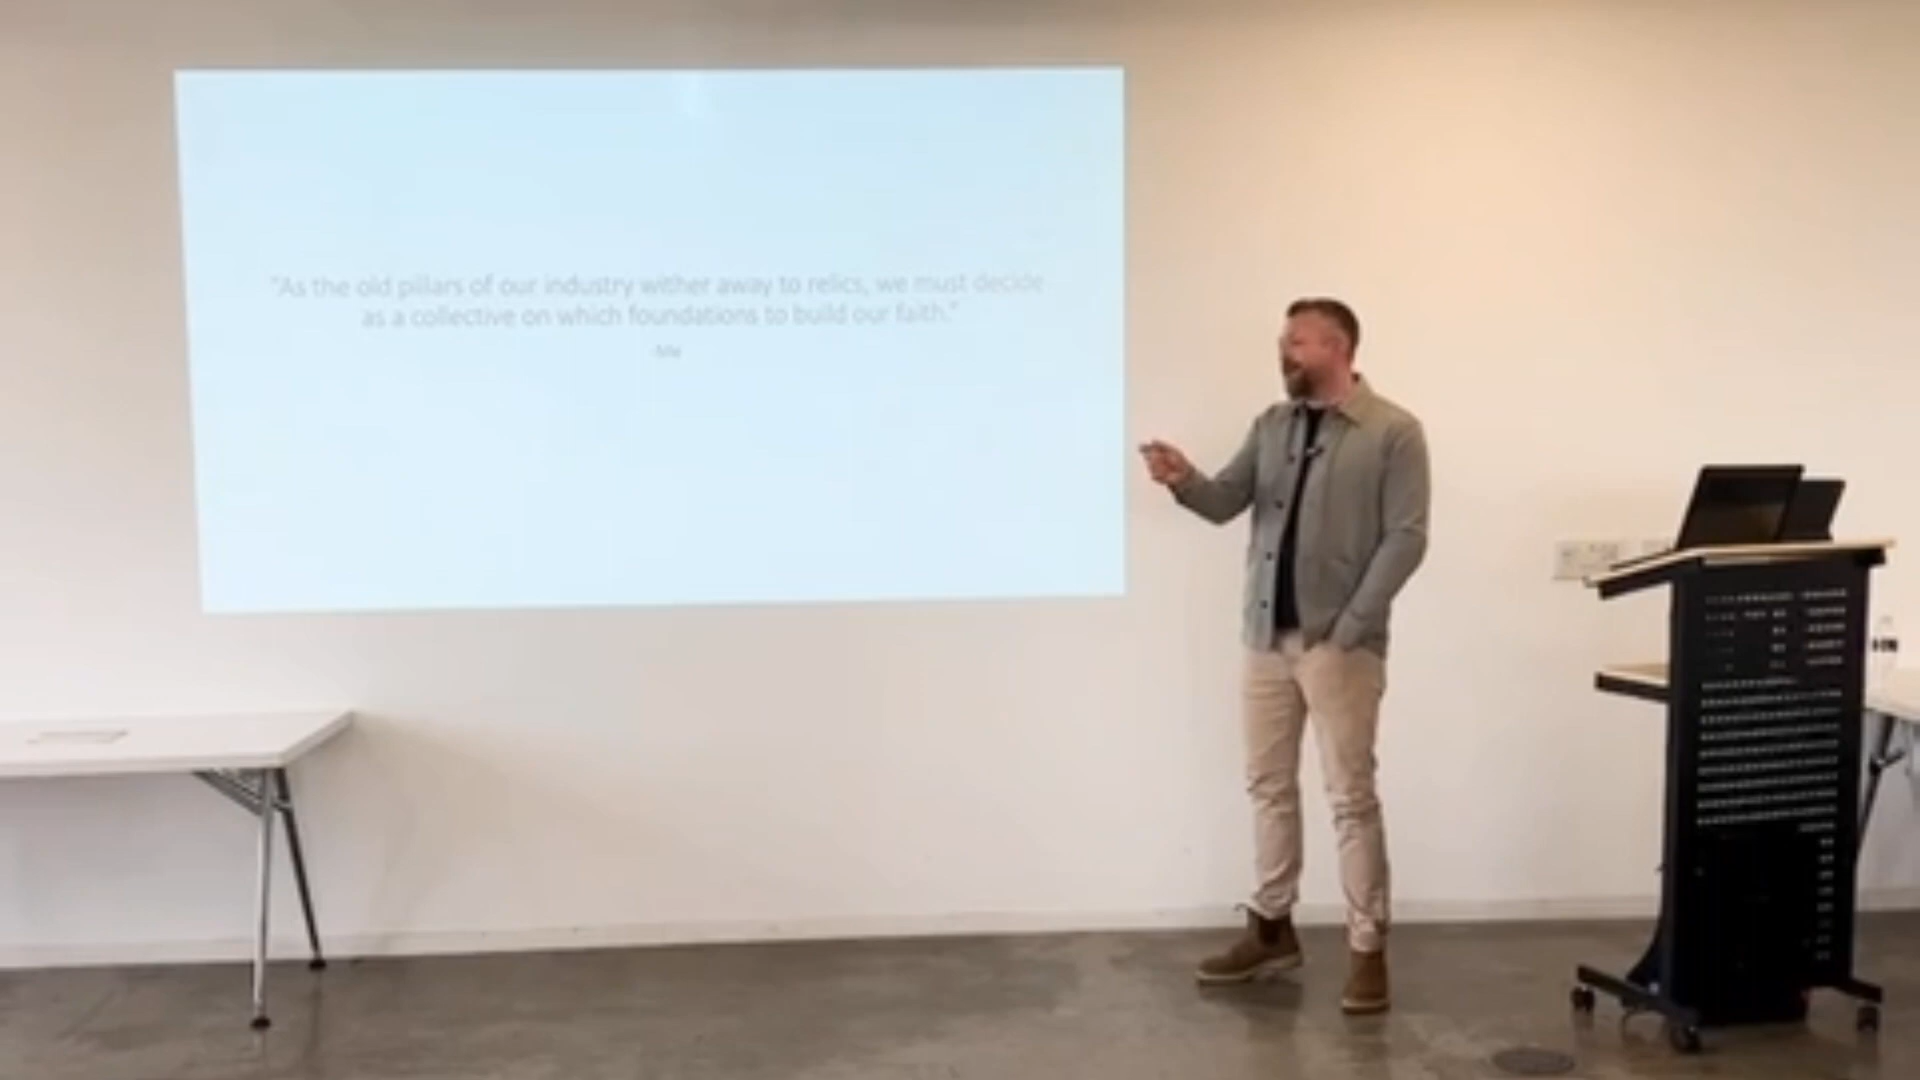 "As the old pillars of our industry wither away to relics, we must decide
as a collective on which foundations to build our faith."
-Me